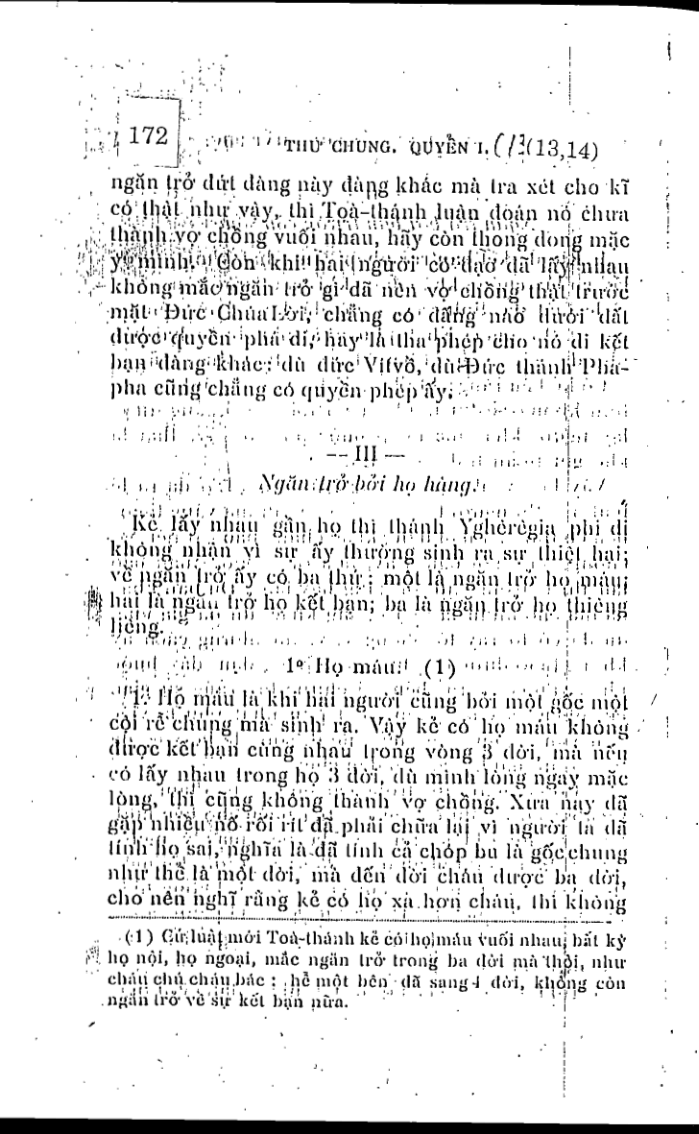 172
THƯ CHUNG. QUYỂN I. (13,14)
ngăn trở dứt dàng này dàng khác mà tra xét cho kĩ
có thật như vậy, thì Toà-thánh luận đoán nó chưa
thành vợ chồng vuối nhau, hãy còn thong dong mặc
ý mình. Còn khi hai người có đạo đã lấy nhau
không mắc ngăn trở gì đã nên vợ chồng thật trước
mặt Đức Chúa Lời, chẳng có đấng nào dưới đất
được quyền phá đi, hay là tha phép cho nó đi kết
bạn đàng khác; dù đức Vítvồ, dù Đức thánh Pha-
pha cũng chẳng có quyền phép ấy.
— III —
Ngăn trở bởi họ hàng.
Kẻ lấy nhau gần họ thì thánh Ygherêgia phi dị
không nhận vì sự ấy thường sinh ra sự thiệt hại;
về ngăn trở ấy có ba thứ: một là ngăn trở họ máu;
hai là ngăn trở họ kết bạn; ba là ngăn trở họ thiêng
liêng.
1º Họ máu. (1)
1. Họ máu là khi hai người cũng bởi một gốc một
cội rễ chung mà sinh ra. Vậy kẻ có họ máu không
được kết bạn cùng nhau trong vòng 3 đời, mà nếu
có lấy nhau trong họ 3 đời, dù mình lòng ngay mặc
lòng, thì cũng không thành vợ chồng. Xưa nay đã
gặp nhiều nố rối rít đã phải chữa lại vì người ta đã
tính họ sai, nghĩa là đã tính cả chóp bu là gốc chung
như thể là một đời, mà đến đời cháu được ba đời,
cho nên nghĩ rằng kẻ có họ xa hơn cháu, thì không
(1) Cứ luật mới Toà-thánh kẻ có họ máu vuối nhau, bất kỳ
họ nội, họ ngoại, mắc ngăn trở trong ba đời mà thôi, như
cháu chú cháu bác: hễ một bên đã sang 4 đời, không còn
ngăn trở về sự kết bạn nữa.